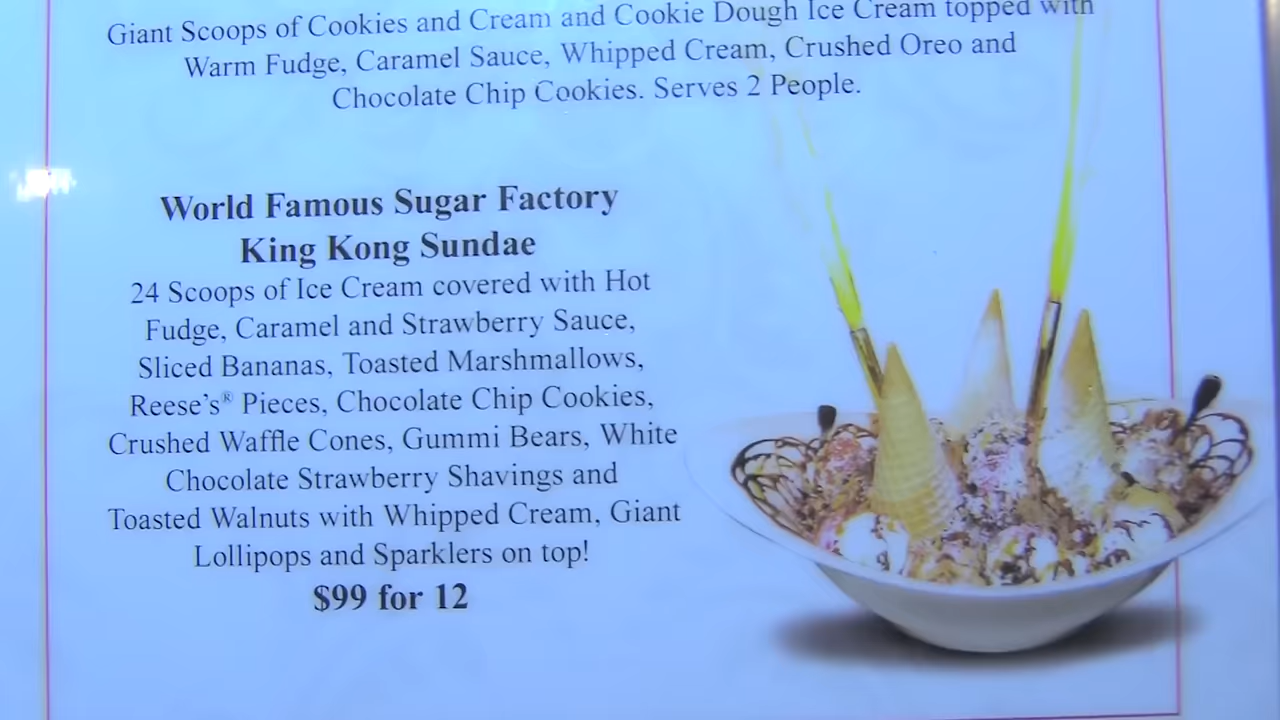 Giant Scoops of Cookies and Cream and Cookie Dough Ice Cream topped with
Warm Fudge, Caramel Sauce, Whipped Cream, Crushed Oreo and
Chocolate Chip Cookies. Serves 2 People.
World Famous Sugar Factory
King Kong Sundae
24 Scoops of Ice Cream covered with Hot
Fudge, Caramel and Strawberry Sauce,
Sliced Bananas, Toasted Marshmallows,
Reese's® Pieces, Chocolate Chip Cookies,
Crushed Waffle Cones, Gummi Bears, White
Chocolate Strawberry Shavings and
Toasted Walnuts with Whipped Cream, Giant
Lollipops and Sparklers on top!
$99 for 12